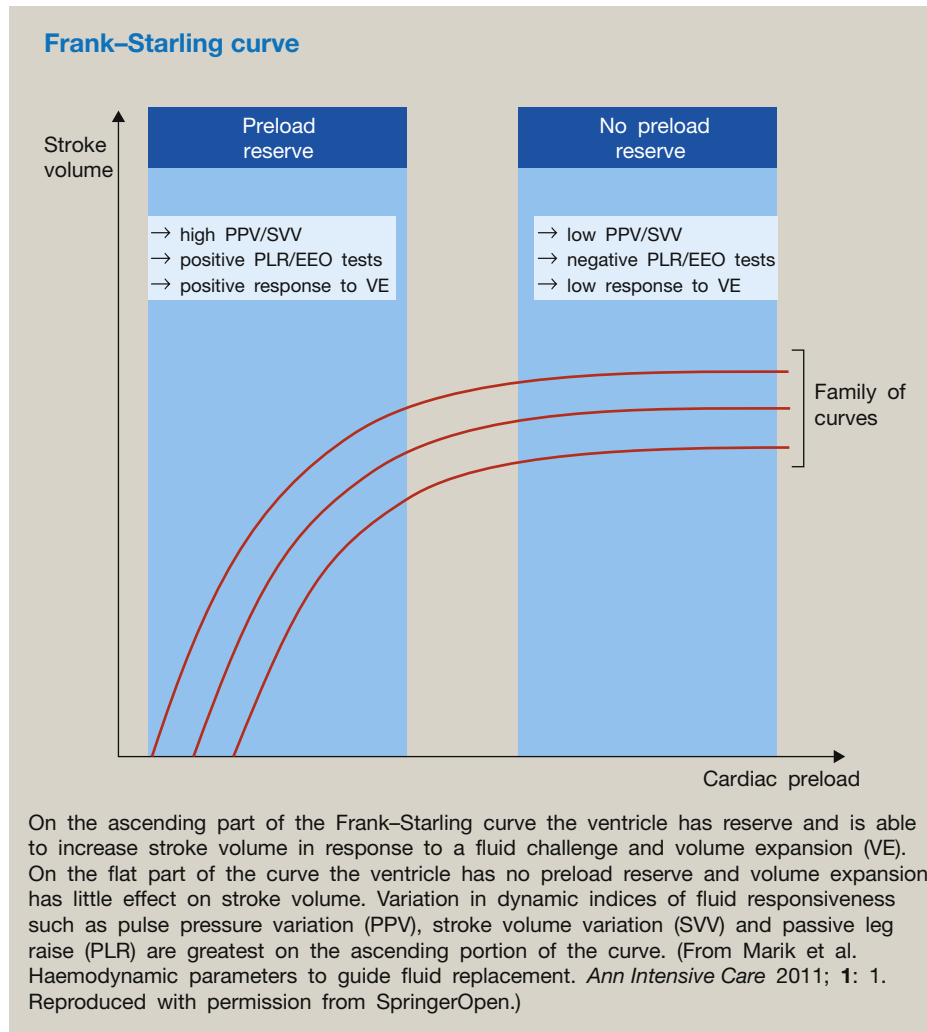 Frank–Starling curve
Stroke
volume
Preload
reserve
→ high PPV/SVV
→ positive PLR/EEO tests
→ positive response to VE
No preload
reserve
→ low PPV/SVV
→ negative PLR/EEO tests
→ low response to VE
Family of
curves
Cardiac preload
On the ascending part of the Frank–Starling curve the ventricle has reserve and is able
to increase stroke volume in response to a fluid challenge and volume expansion (VE).
On the flat part of the curve the ventricle has no preload reserve and volume expansion
has little effect on stroke volume. Variation in dynamic indices of fluid responsiveness
such as pulse pressure variation (PPV), stroke volume variation (SVV) and passive leg
raise (PLR) are greatest on the ascending portion of the curve. (From Marik et al.
Haemodynamic parameters to guide fluid replacement. Ann Intensive Care 2011; 1: 1.
Reproduced with permission from SpringerOpen.)